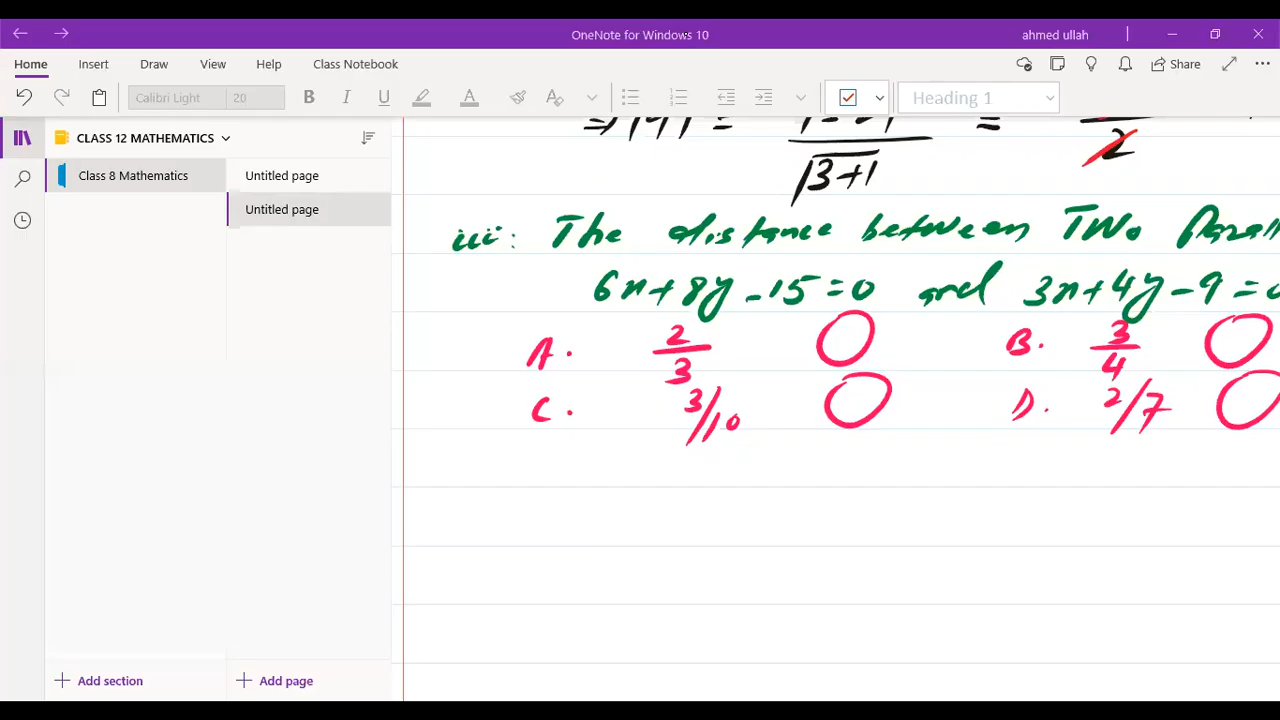 OneNote for Windows 10
ahmed ullah
Home Insert Draw View Help Class Notebook
Share
Calibri Light 20 B I U A Heading 1
CLASS 12 MATHEMATICS
Class 8 Mathematics
Untitled page
Untitled page
=
=
2
√3+1
iii: The distance between Two Parall
6x+8y-15=0 and 3x+4y-9=0
A. 2/3 B. 3/4
C. 3/10 D. 2/7
+ Add section + Add page